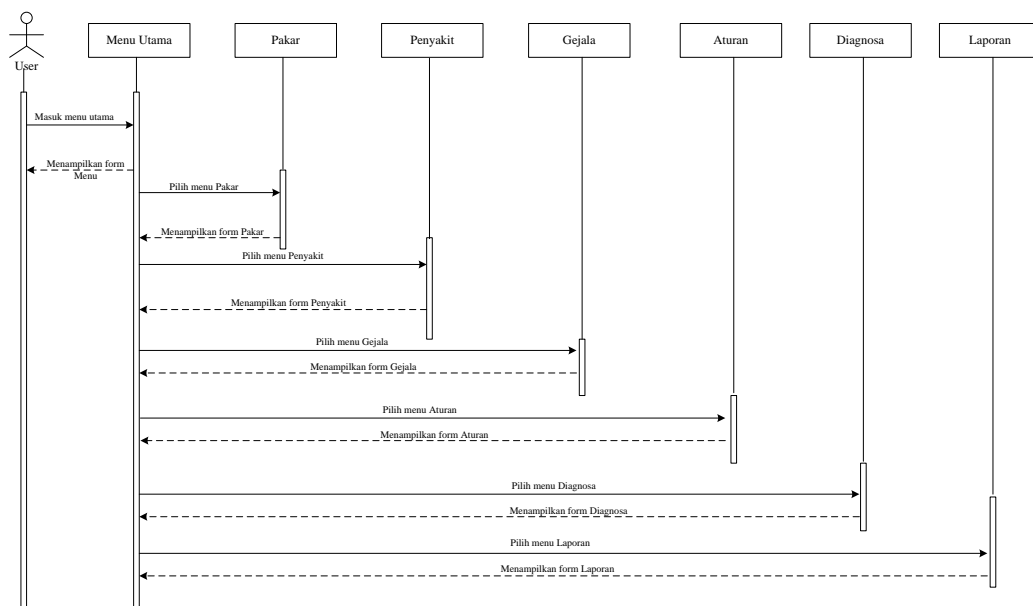 Menu Utama
Pakar
Penyakit
Gejala
Aturan
Diagnosa
Laporan
User
Masuk menu utama
Menampilkan form
Menu
Pilih menu Pakar
Menampilkan form Pakar
Pilih menu Penyakit
Menampilkan form Penyakit
Pilih menu Gejala
Menampilkan form Gejala
Pilih menu Aturan
Menampilkan form Aturan
Pilih menu Diagnosa
Menampilkan form Diagnosa
Pilih menu Laporan
Menampilkan form Laporan